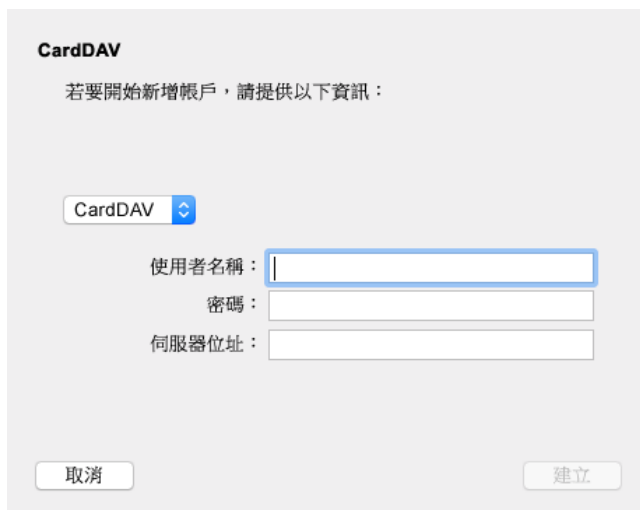 CardDAV
若要開始新增帳戶，請提供以下資訊：
CardDAV
使用者名稱：
密碼：
伺服器位址：
取消
建立